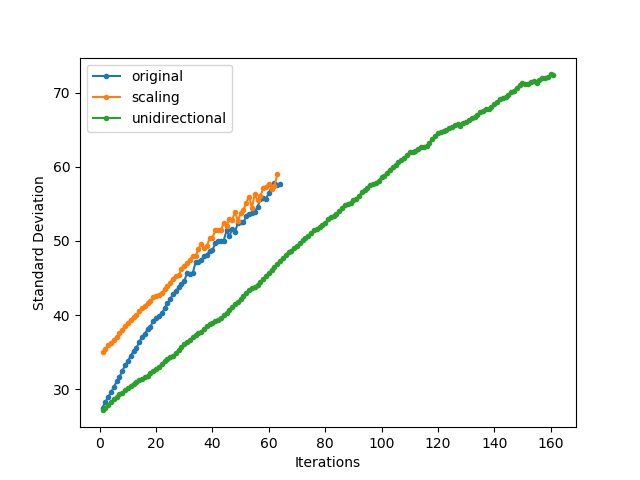 original
scaling
unidirectional
70
60
50
40
30
Standard Deviation
0 20 40 60 80 100 120 140 160
Iterations